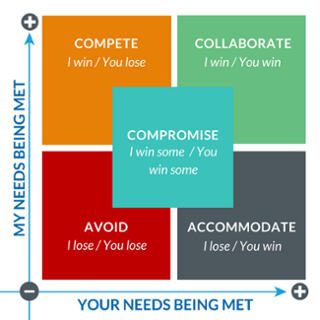 MY NEEDS BEING MET
COMPETE
I win / You lose
COLLABORATE
I win / You win
COMPROMISE
I win some / You
win some
AVOID
I lose / You lose
ACCOMMODATE
I lose / You win
YOUR NEEDS BEING MET